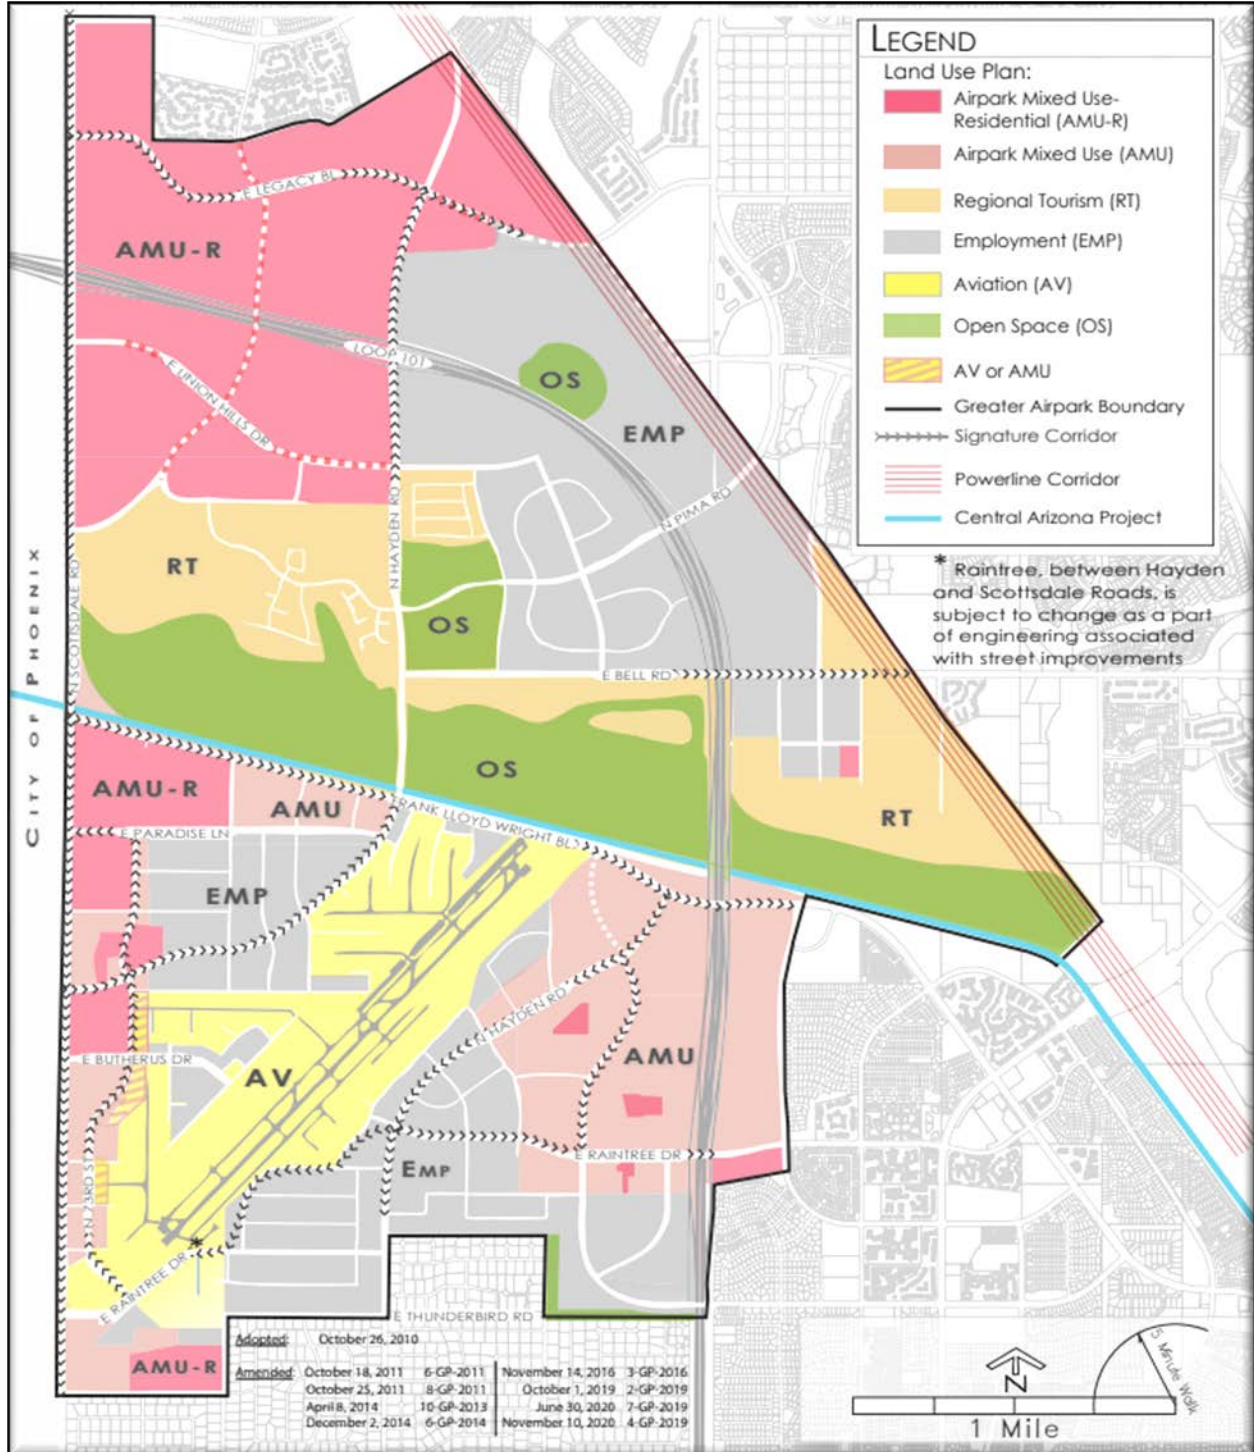 LEGEND
Land Use Plan:
Airpark Mixed Use-
Residential (AMU-R)
Airpark Mixed Use (AMU)
Regional Tourism (RT)
Employment (EMP)
Aviation (AV)
Open Space (OS)
AV or AMU
Greater Airpark Boundary
Signature Corridor
Powerline Corridor
Central Arizona Project
* Raintree, between Hayden
and Scottsdale Roads, is
subject to change as a part
of engineering associated
with street improvements
E LEGACY BL
AMU-R
LOOP 101
OS
E UNION HILLS DR
EMP
N HAYDEN RD
N PIMA RD
CITY OF PHOENIX
N SCOTTSDALE RD
RT
OS
E BELL RD
OS
AMU-R
AMU
FRANK LLOYD WRIGHT BLD
RT
E PARADISE LN
EMP
N HAYDEN RD
E BUTHERUS DR
AV
AMU
E RAINTREE DR
EMP
N 73RD ST
*
E RAINTREE DR
E THUNDERBIRD RD
AMU-R
Adopted: October 26, 2010
Amended: October 18, 2011 6-GP-2011 November 14, 2016 3-GP-2016
October 25, 2011 8-GP-2011 October 1, 2019 2-GP-2019
April 8, 2014 10-GP-2013 June 30, 2020 7-GP-2019
December 2, 2014 6-GP-2014 November 10, 2020 4-GP-2019
N
1 Mile
5 Minute Walk